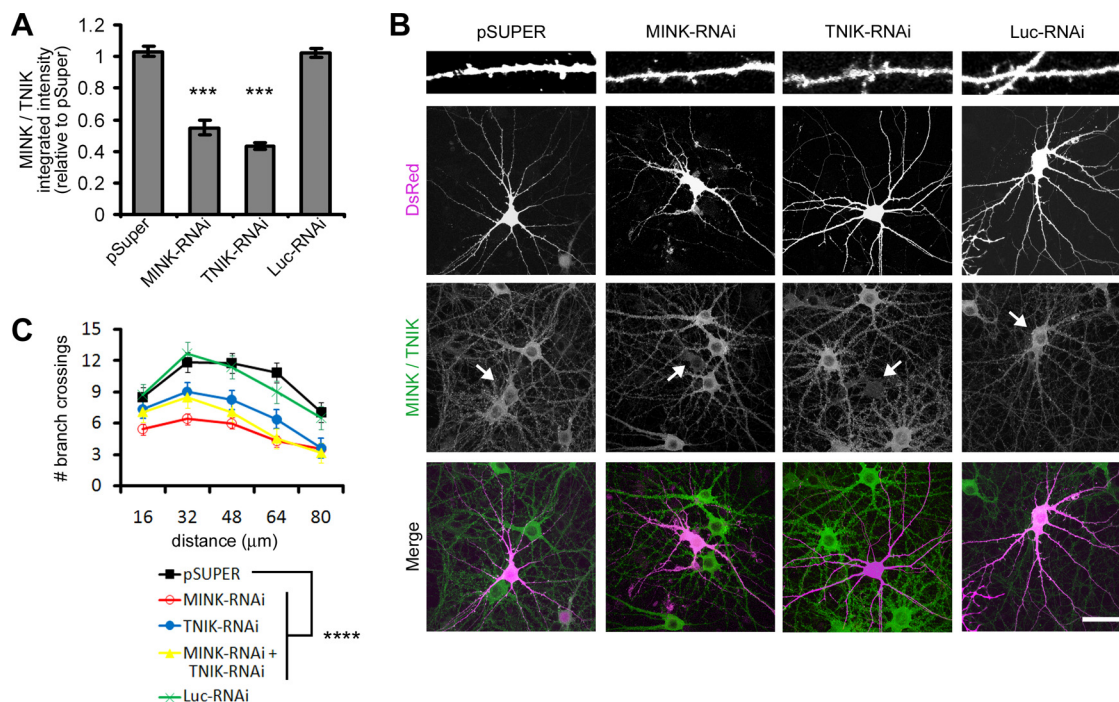 A
MINK / TNIK
integrated intensity
(relative to pSuper)
1.2
1
0.8
0.6
0.4
0.2
0
***
***
pSuper
MINK-RNAi
TNIK-RNAi
Luc-RNAi
B
pSUPER
MINK-RNAi
TNIK-RNAi
Luc-RNAi
DsRed
MINK / TNIK
Merge
C
# branch crossings
15
12
9
6
3
0
16 32 48 64 80
distance (μm)
pSUPER
MINK-RNAi
TNIK-RNAi
MINK-RNAi +
TNIK-RNAi
Luc-RNAi
****